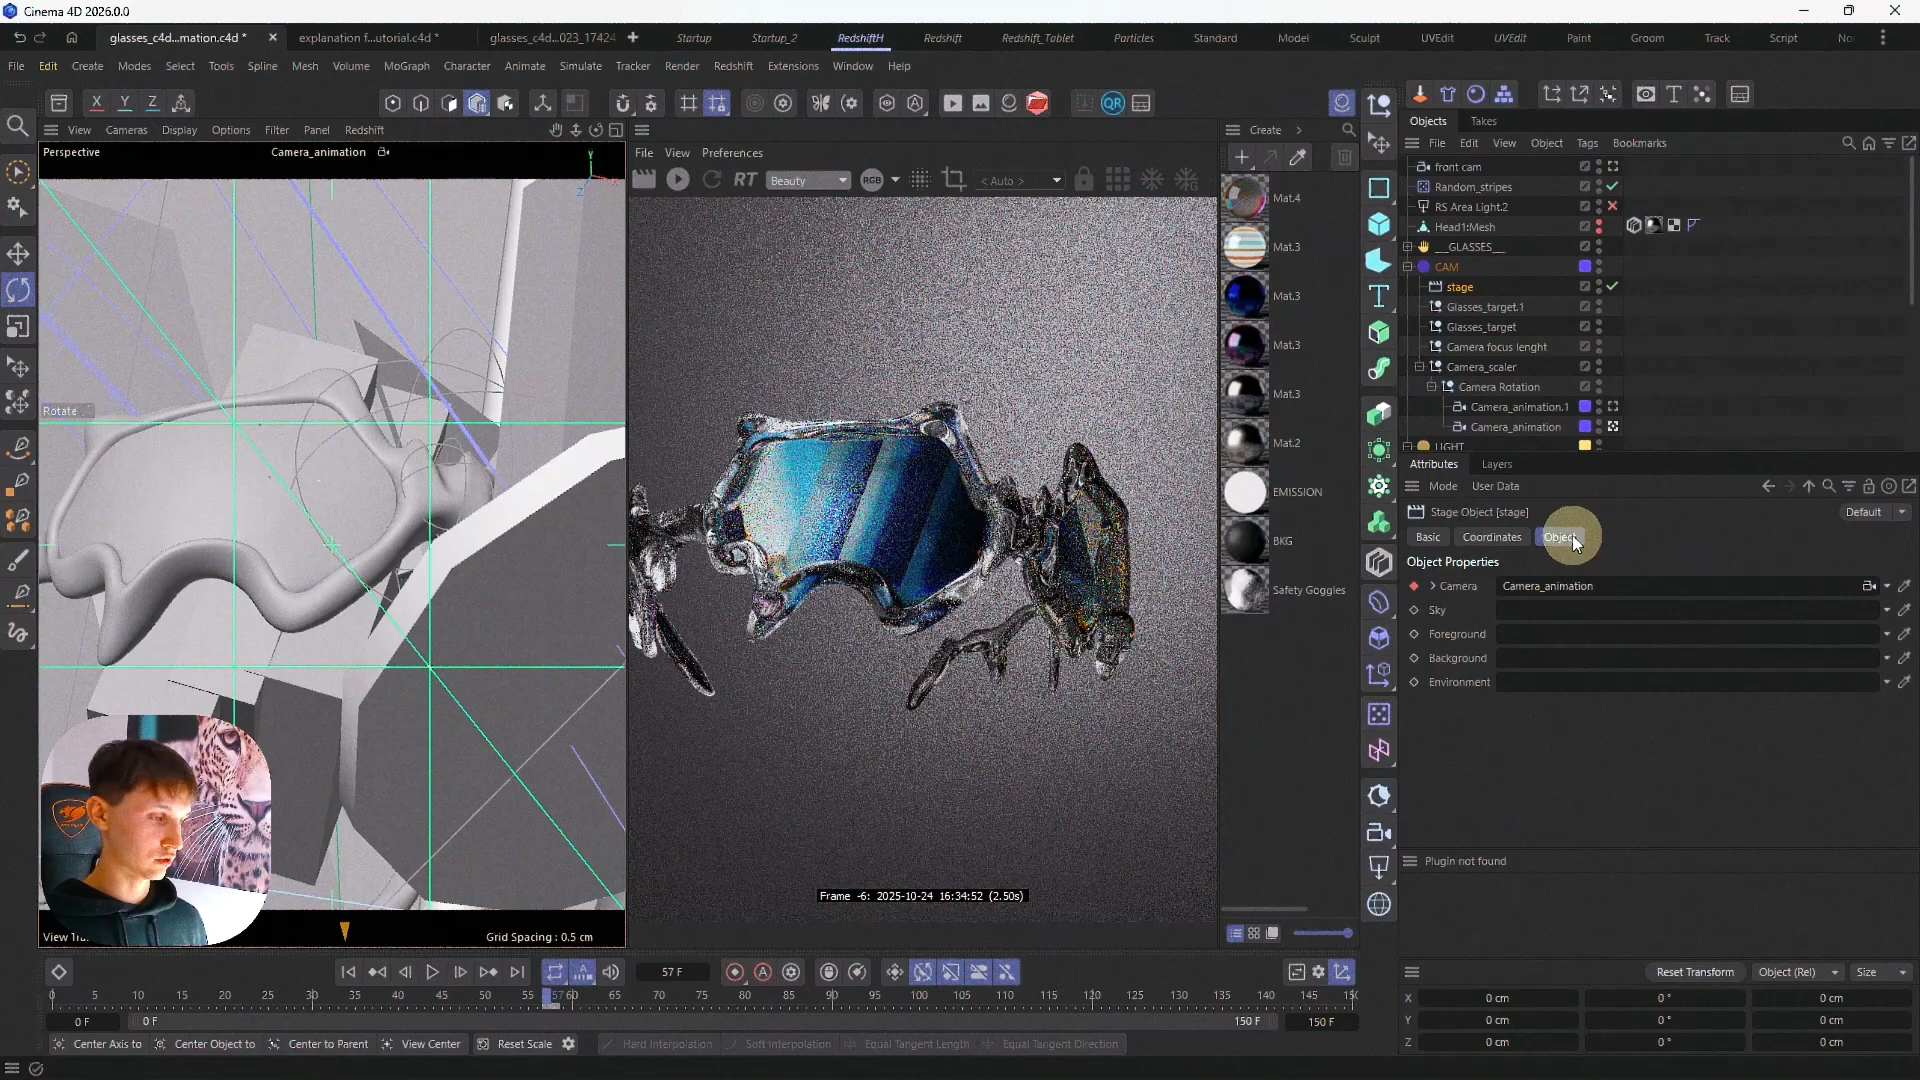 Cinema 4D 2026.0.0
glasses_c4d...mation.c4d *
explanation f...utorial.c4d *
glasses_c4d...023_17424
Startup
Startup_2
RedshiftH
Redshift
Redshift_Tablet
Particles
Standard
Model
Sculpt
UVEdit
UVEdit
Paint
Groom
Track
Script
File Edit Create Modes Select Tools Spline Mesh Volume MoGraph Character Animate Simulate Tracker Render Redshift Extensions Window Help
X Y Z
QR
View Cameras Display Options Filter Panel Redshift
Perspective
Camera_animation
Y
Z
Rotate
Grid Spacing : 0.5 cm
File View Preferences
RT
Beauty
RGB
< Auto >
Frame -6: 2025-10-24 16:34:52 (2.50s)
Create
Mat.4
Mat.3
Mat.3
Mat.3
Mat.3
Mat.2
EMISSION
BKG
Safety Goggles
Objects
Takes
File Edit View Object Tags Bookmarks
front cam
Random_stripes
RS Area Light.2
Head1:Mesh
__GLASSES__
CAM
stage
Glasses_target.1
Glasses_target
Camera focus lenght
Camera_scaler
Camera Rotation
Camera_animation.1
Camera_animation
LIGHT
Attributes
Layers
Mode
User Data
Stage Object [stage]
Default
Basic
Coordinates
Object
Object Properties
Camera
Camera_animation
Sky
Foreground
Background
Environment
Plugin not found
57 F
0 5 10 15 20 25 30 35 40 45 50 55 57 60 65 70 75 80 85 90 95 100 105 110 115 120 125 130 135 140 145
0 F
0 F
150 F
150 F
Center Axis to
Center Object to
Center to Parent
View Center
Reset Scale
Hard Interpolation
Soft Interpolation
Equal Tangent Length
Equal Tangent Direction
Reset Transform
Object (Rel)
Size
X 0 cm 0 ° 0 cm
Y 0 cm 0 ° 0 cm
Z 0 cm 0 ° 0 cm